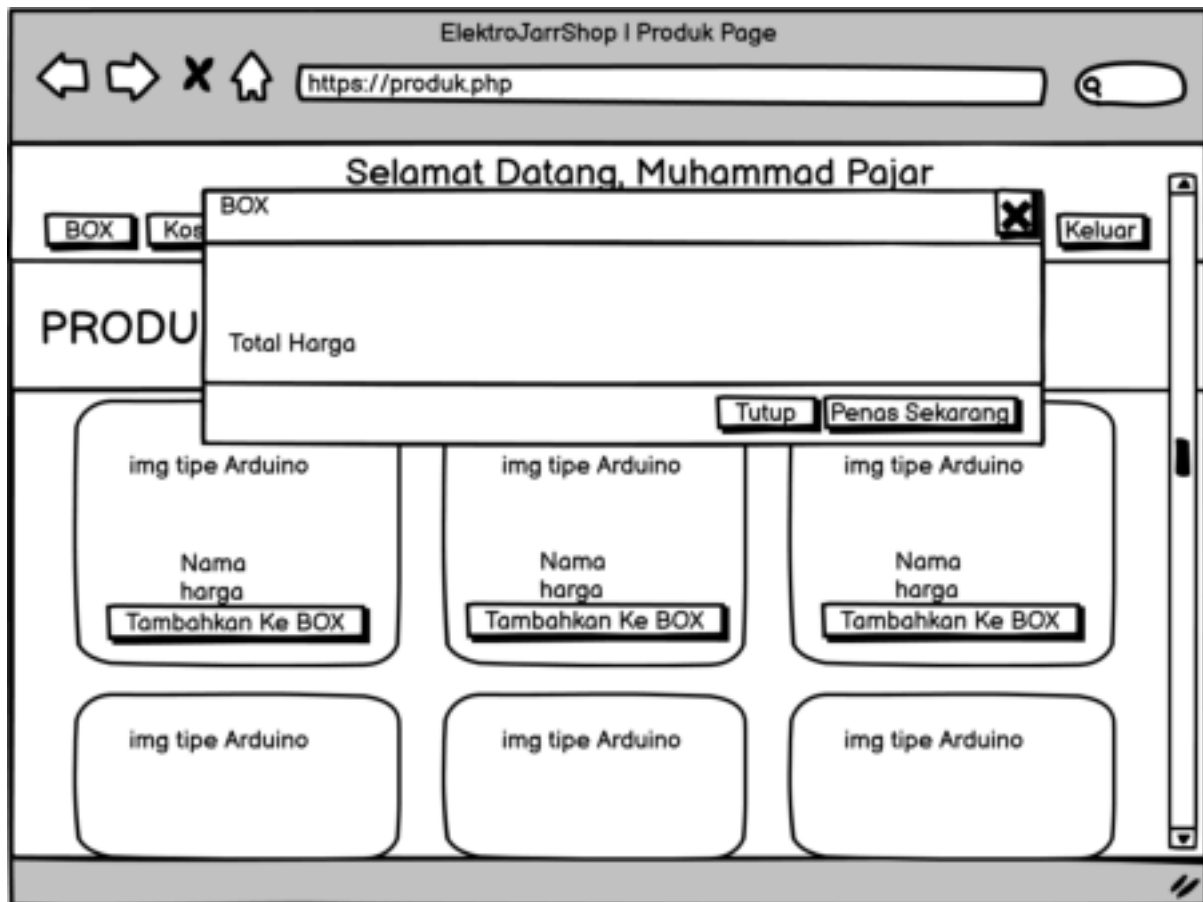 ElektroJarrShop | Produk Page
https://produk.php
Selamat Datang, Muhammad Pajar
BOX
Kos
BOX
Keluar
PRODU
Total Harga
Tutup
Penas Sekarang
img tipe Arduino
img tipe Arduino
img tipe Arduino
Nama
harga
Tambahkan Ke BOX
Nama
harga
Tambahkan Ke BOX
Nama
harga
Tambahkan Ke BOX
img tipe Arduino
img tipe Arduino
img tipe Arduino